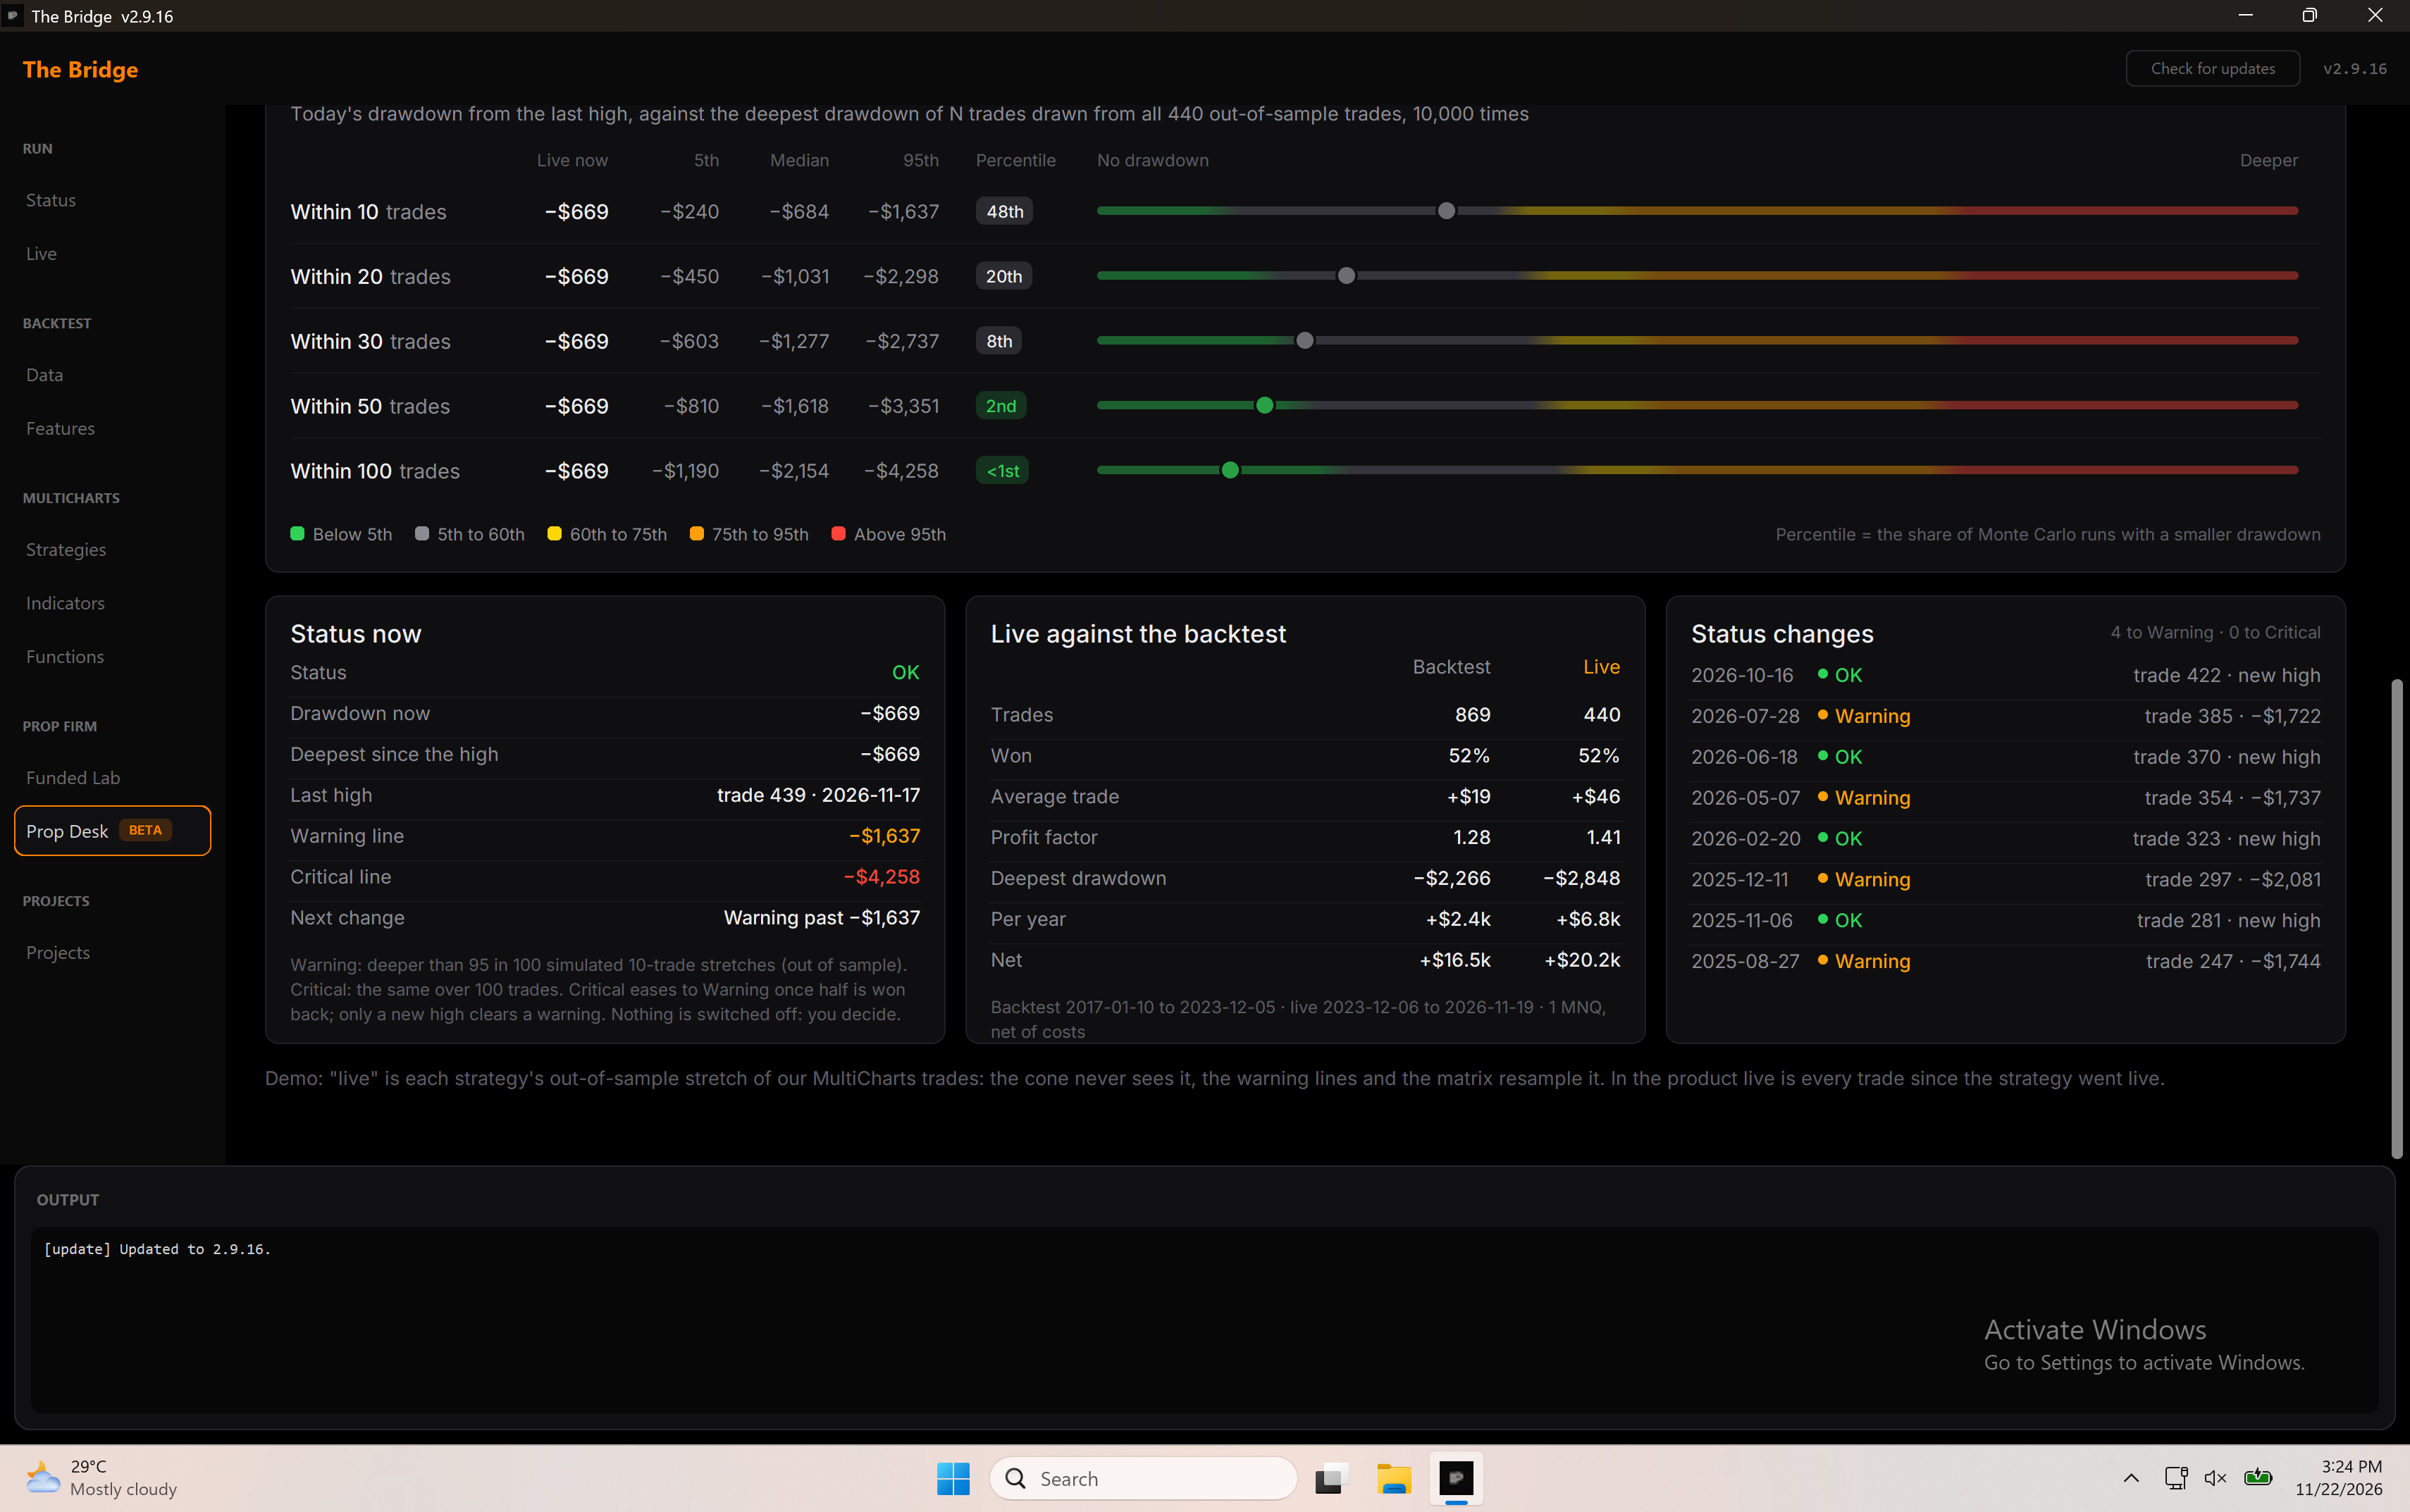 The Bridge v2.9.16
The Bridge
Check for updates v2.9.16
RUN
Status
Live
BACKTEST
Data
Features
MULTICHARTS
Strategies
Indicators
Functions
PROP FIRM
Funded Lab
Prop Desk BETA
PROJECTS
Projects
Today's drawdown from the last high, against the deepest drawdown of N trades drawn from all 440 out-of-sample trades, 10,000 times
Live now 5th Median 95th Percentile No drawdown Deeper
Within 10 trades −$669 −$240 −$684 −$1,637 48th
Within 20 trades −$669 −$450 −$1,031 −$2,298 20th
Within 30 trades −$669 −$603 −$1,277 −$2,737 8th
Within 50 trades −$669 −$810 −$1,618 −$3,351 2nd
Within 100 trades −$669 −$1,190 −$2,154 −$4,258 <1st
Below 5th 5th to 60th 60th to 75th 75th to 95th Above 95th Percentile = the share of Monte Carlo runs with a smaller drawdown
Status now
Status OK
Drawdown now −$669
Deepest since the high −$669
Last high trade 439 · 2026-11-17
Warning line −$1,637
Critical line −$4,258
Next change Warning past −$1,637
Warning: deeper than 95 in 100 simulated 10-trade stretches (out of sample).
Critical: the same over 100 trades. Critical eases to Warning once half is won
back; only a new high clears a warning. Nothing is switched off: you decide.
Live against the backtest
Backtest Live
Trades 869 440
Won 52% 52%
Average trade +$19 +$46
Profit factor 1.28 1.41
Deepest drawdown −$2,266 −$2,848
Per year +$2.4k +$6.8k
Net +$16.5k +$20.2k
Backtest 2017-01-10 to 2023-12-05 · live 2023-12-06 to 2026-11-19 · 1 MNQ,
net of costs
Status changes 4 to Warning · 0 to Critical
2026-10-16 OK trade 422 · new high
2026-07-28 Warning trade 385 · −$1,722
2026-06-18 OK trade 370 · new high
2026-05-07 Warning trade 354 · −$1,737
2026-02-20 OK trade 323 · new high
2025-12-11 Warning trade 297 · −$2,081
2025-11-06 OK trade 281 · new high
2025-08-27 Warning trade 247 · −$1,744
Demo: "live" is each strategy's out-of-sample stretch of our MultiCharts trades: the cone never sees it, the warning lines and the matrix resample it. In the product live is every trade since the strategy went live.
OUTPUT
[update] Updated to 2.9.16.
Activate Windows
Go to Settings to activate Windows.
29°C
Mostly cloudy
Search
3:24 PM
11/22/2026